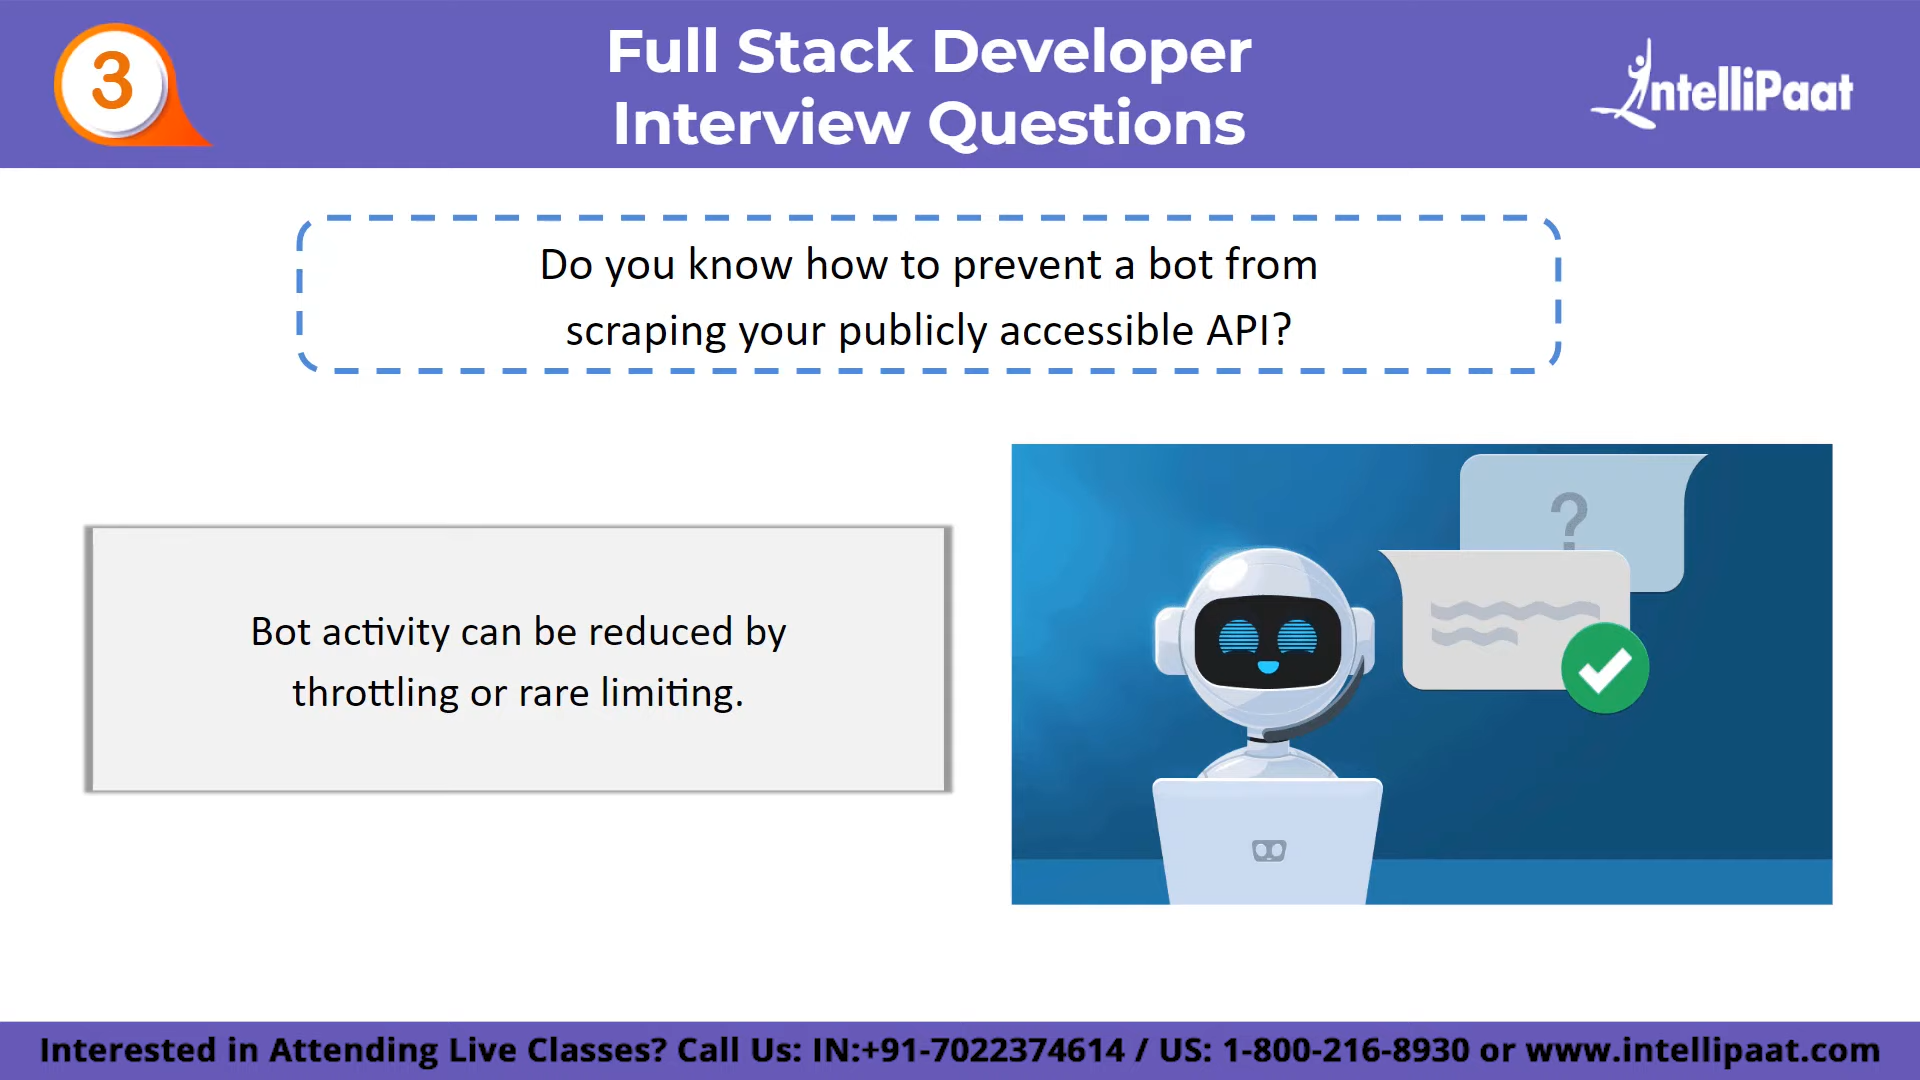 3
Full Stack Developer
Interview Questions
IntelliPaat
Do you know how to prevent a bot from
scraping your publicly accessible API?
?
Bot activity can be reduced by
throttling or rare limiting.
Interested in Attending Live Classes? Call Us: IN:+91-7022374614 / US: 1-800-216-8930 or www.intellipaat.com